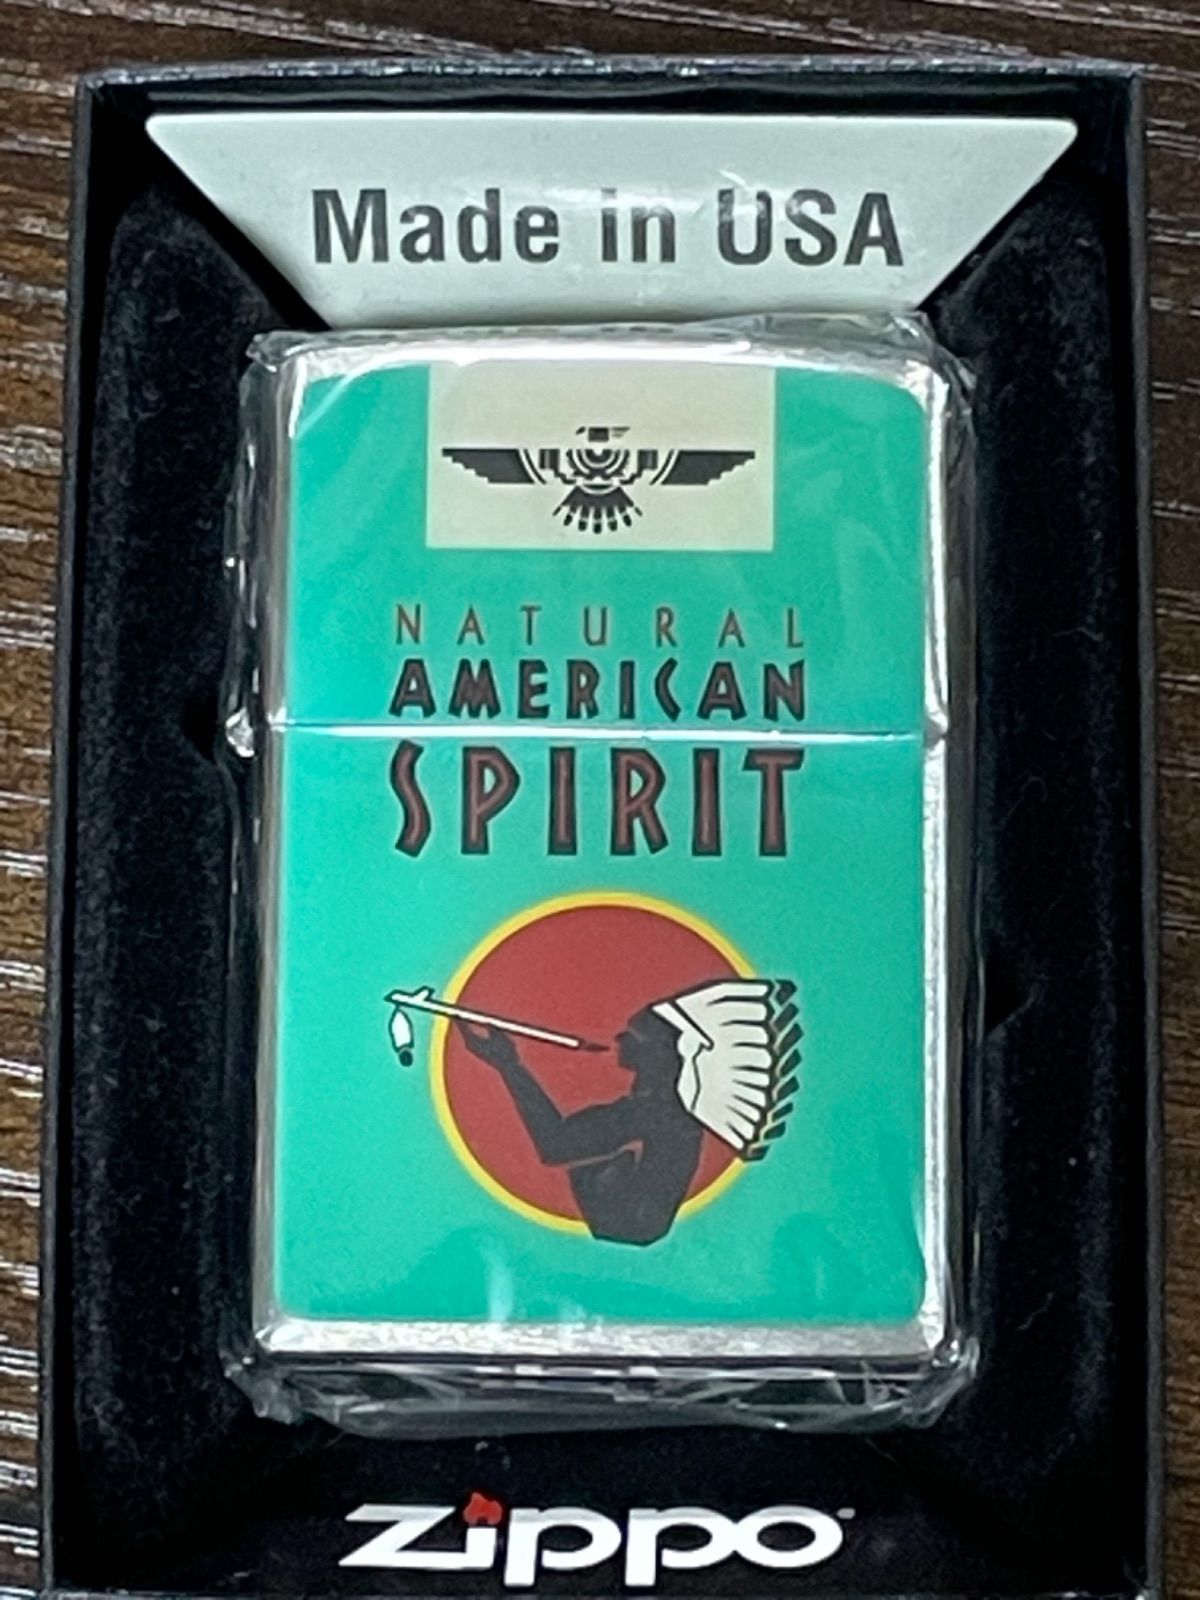 Made in USA
NATURAL
AMERICAN
SPIRIT
Zippo